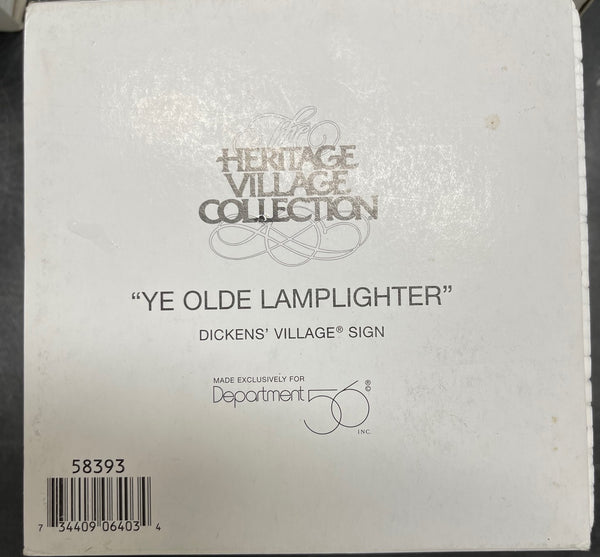 The
HERITAGE
VILLAGE
COLLECTION
“YE OLDE LAMPLIGHTER”
DICKENS’ VILLAGE® SIGN
MADE EXCLUSIVELY FOR
Department 56 ® ©
INC.
58393
7 34409 06403 4